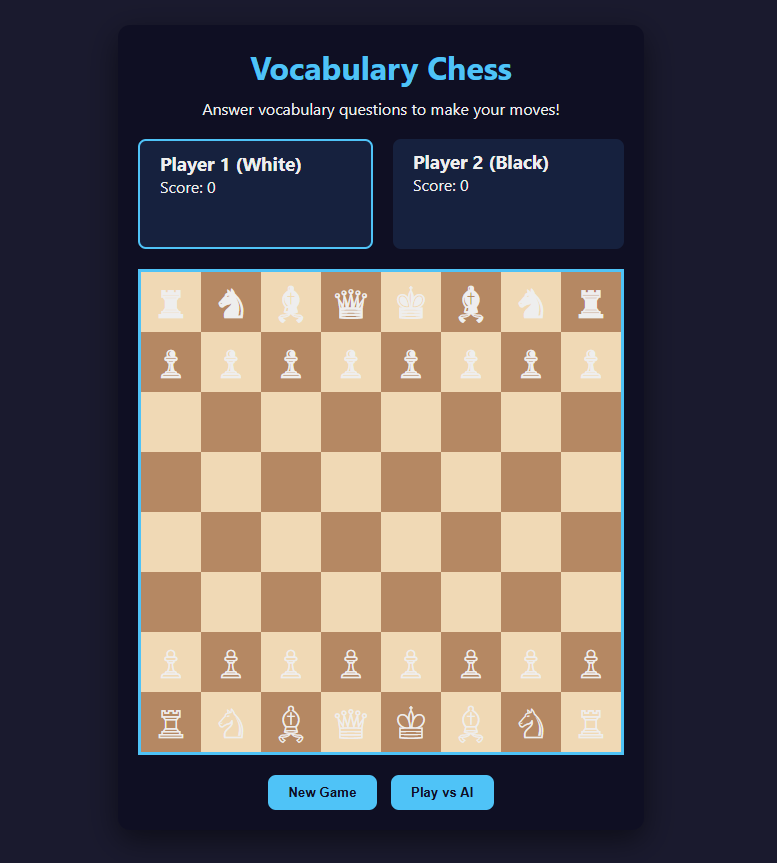 Vocabulary Chess
Answer vocabulary questions to make your moves!
Player 1 (White)
Score: 0
Player 2 (Black)
Score: 0
New Game
Play vs AI